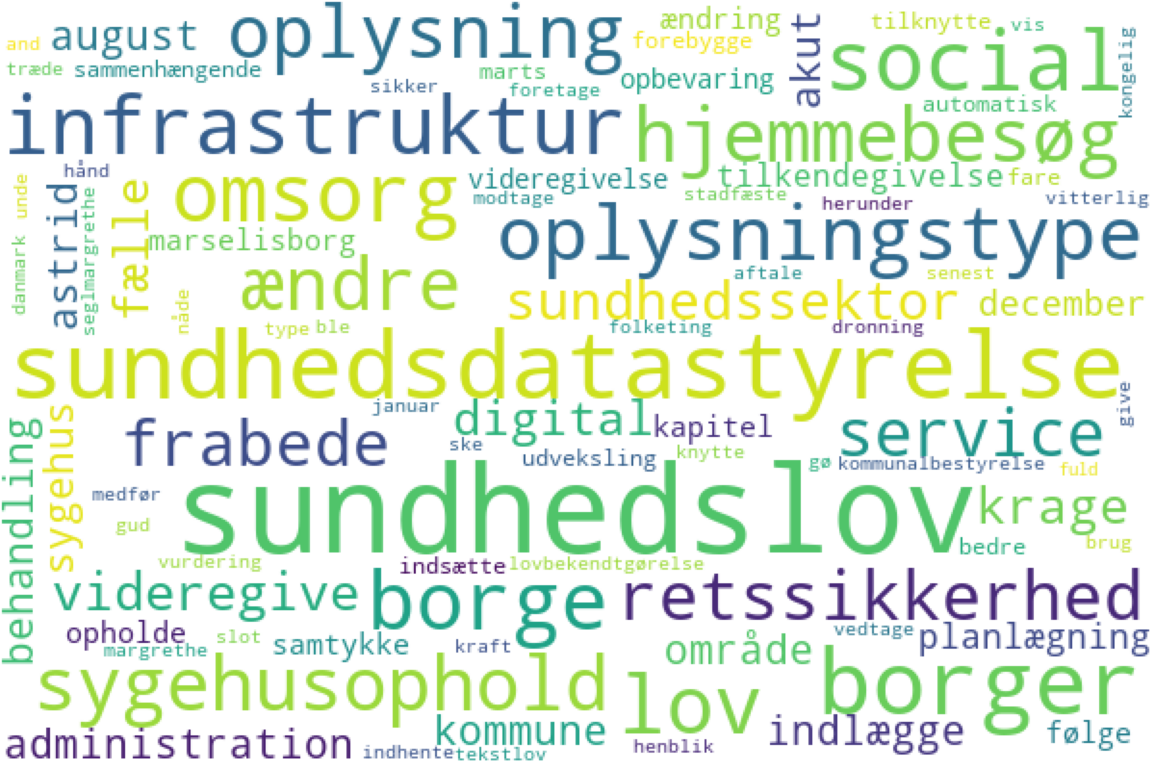 and august oplysning ændring tilknytte vis
forebygge akut social kongelig
træde sammenhængende marts opbevaring
sikker foretage automatisk
infrastruktur hjemmebesøg
hånd omsorg videregivelse tilkendegivelse fare
unde astrid seglmargrethe fælle modtage stadfæste herunder vitterlig
danmark marselisborg oplysningstype
ændre aftale senest
nåde sundhedssektor december
type ble folketing dronning
sundhedsdatastyrelse
januar digital kapitel service give
behandling sygehus frabede ske udveksling knytte gø kommunalbestyrelse fuld
medfør sundhedslov krage
gud bedre brug
vurdering indsætte lovbekendtgørelse
videregive borge retssikkerhed
opholde slot samtykke kraft område vedtage planlægning
margrethe
sygehusophold lov borger
administration kommune indlægge følge
indhente tekstlov henblik